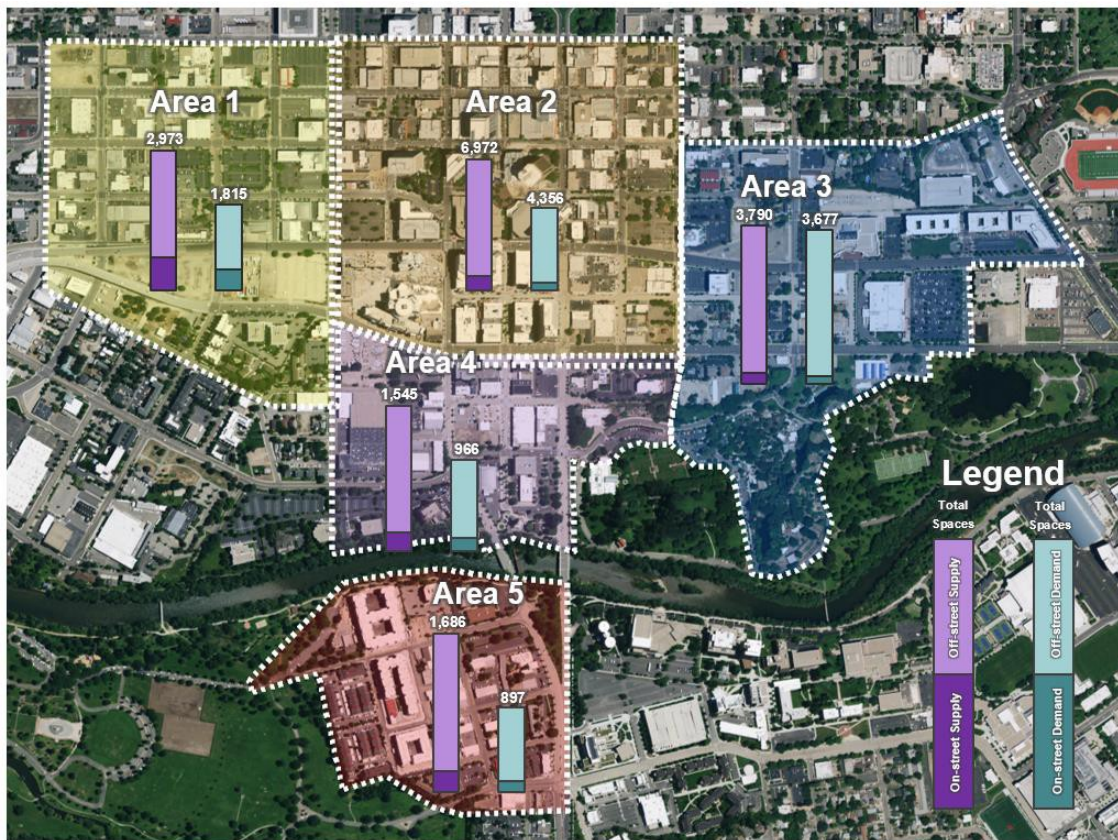 Area 1
2,973
1,815
Area 2
6,972
4,356
Area 3
3,790
3,677
Area 4
1,545
966
Area 5
1,686
897
Legend
Total
Spaces
Total
Spaces
Off-street Supply
On-street Supply
Off-street Demand
On-street Demand